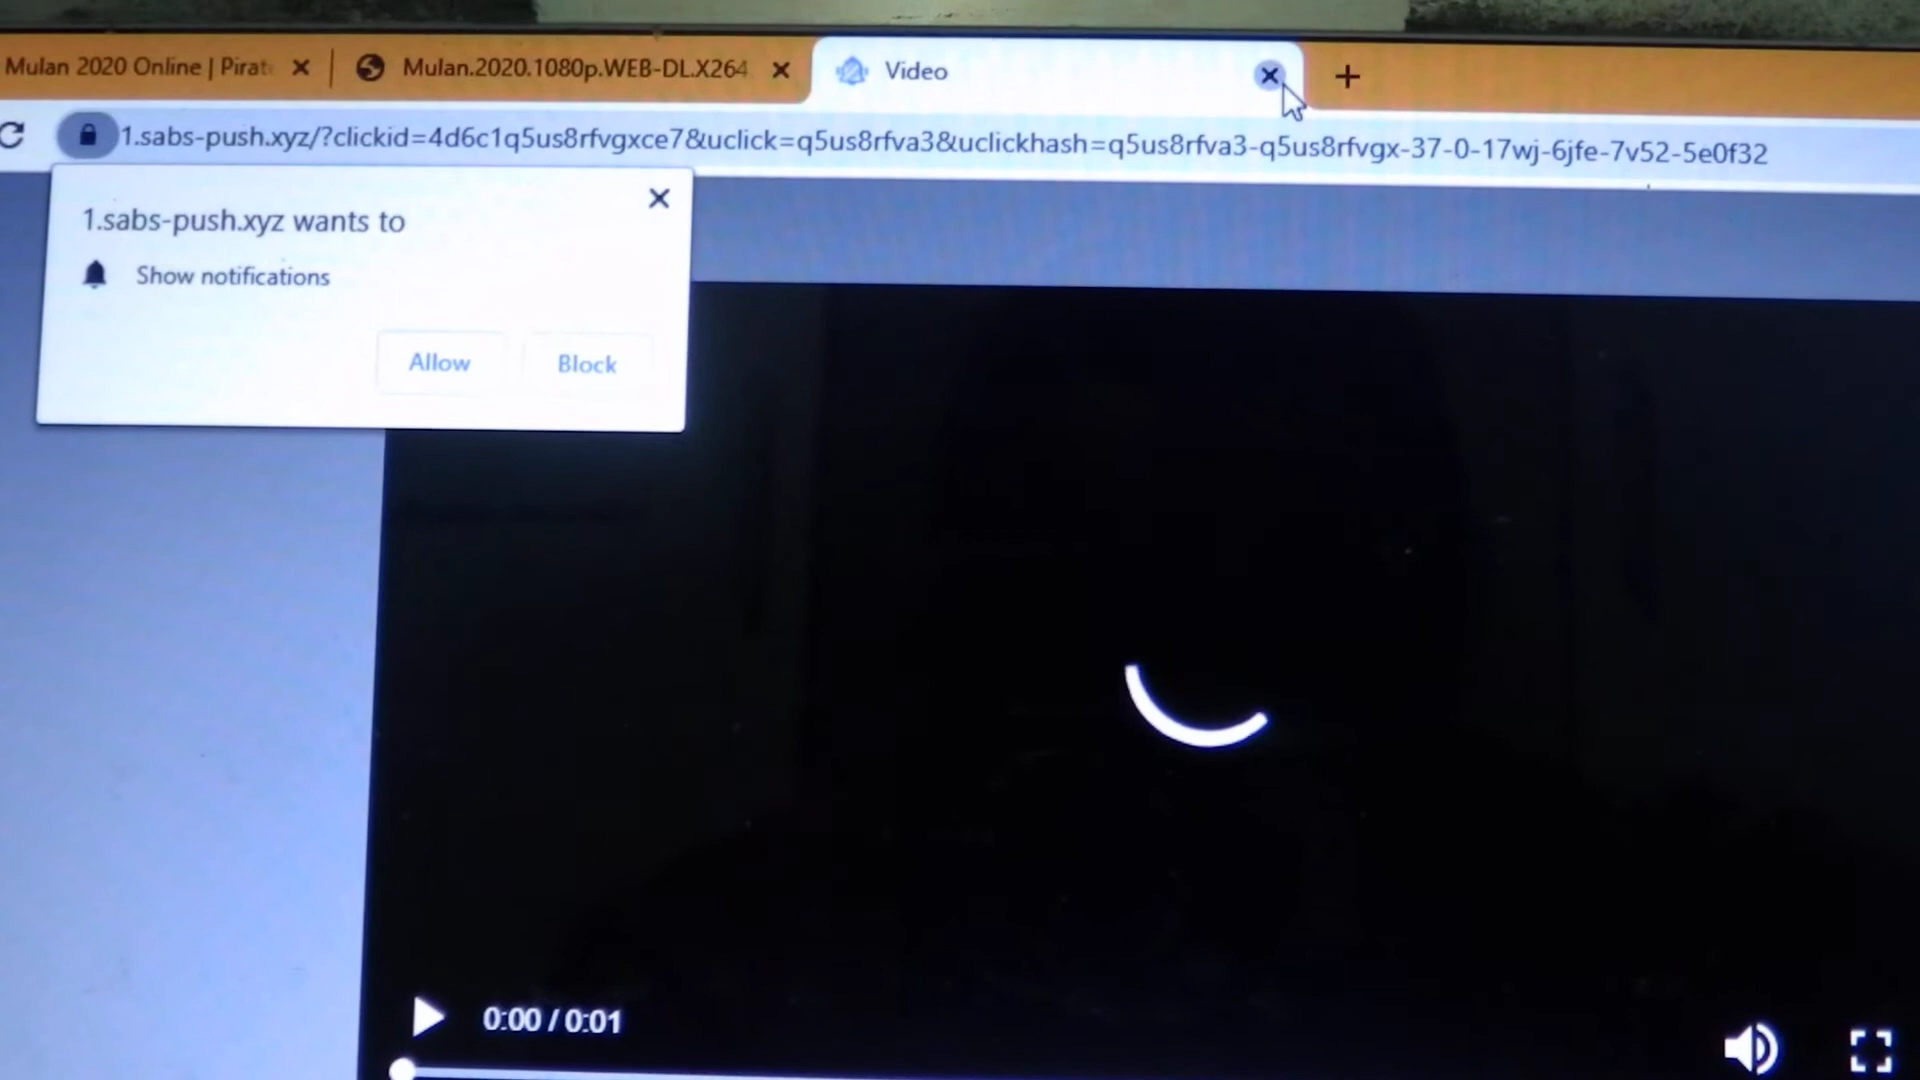 Mulan 2020 Online | Pirat
Mulan.2020.1080p.WEB-DL.X264
Video
1.sabs-push.xyz/?clickid=4d6c1q5us8rfvgxce7&uclick=q5us8rfva3&uclickhash=q5us8rfva3-q5us8rfvgx-37-0-17wj-6jfe-7v52-5e0f32
1.sabs-push.xyz wants to
Show notifications
Allow
Block
0:00 / 0:01